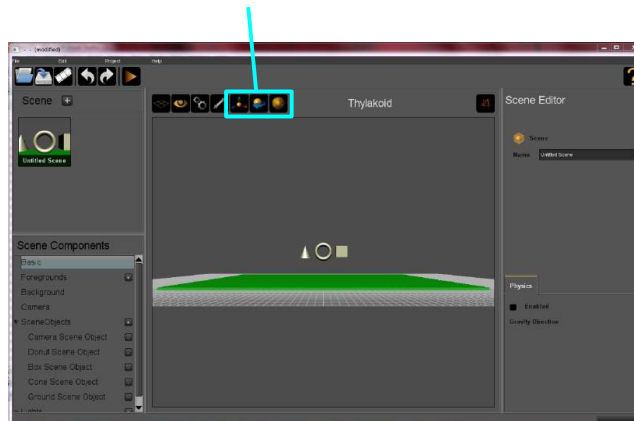 - - (modified)
File Edit Project Help
Scene
Thylakoid
Scene Editor
Scene
Name Untitled Scene
Untitled Scene
Scene Components
Basic
Foregrounds
Background
Camera
SceneObjects
Camera Scene Object
Donut Scene Object
Box Scene Object
Cone Scene Object
Ground Scene Object
Lights
Physics
Enabled
Gravity Direction